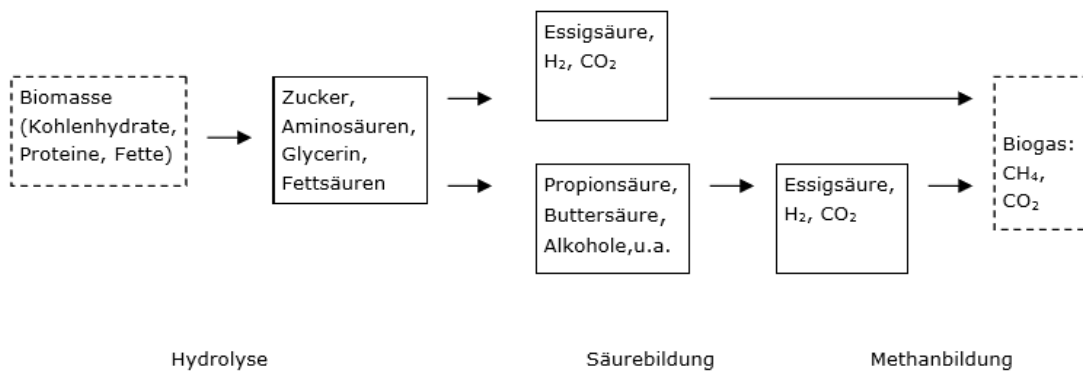 Biomasse
(Kohlenhydrate,
Proteine, Fette)
Zucker,
Aminosäuren,
Glycerin,
Fettsäuren
Essigsäure,
H₂, CO₂
Propionsäure,
Buttersäure,
Alkohole,u.a.
Essigsäure,
H₂, CO₂
Biogas:
CH₄,
CO₂
Hydrolyse
Säurebildung
Methanbildung